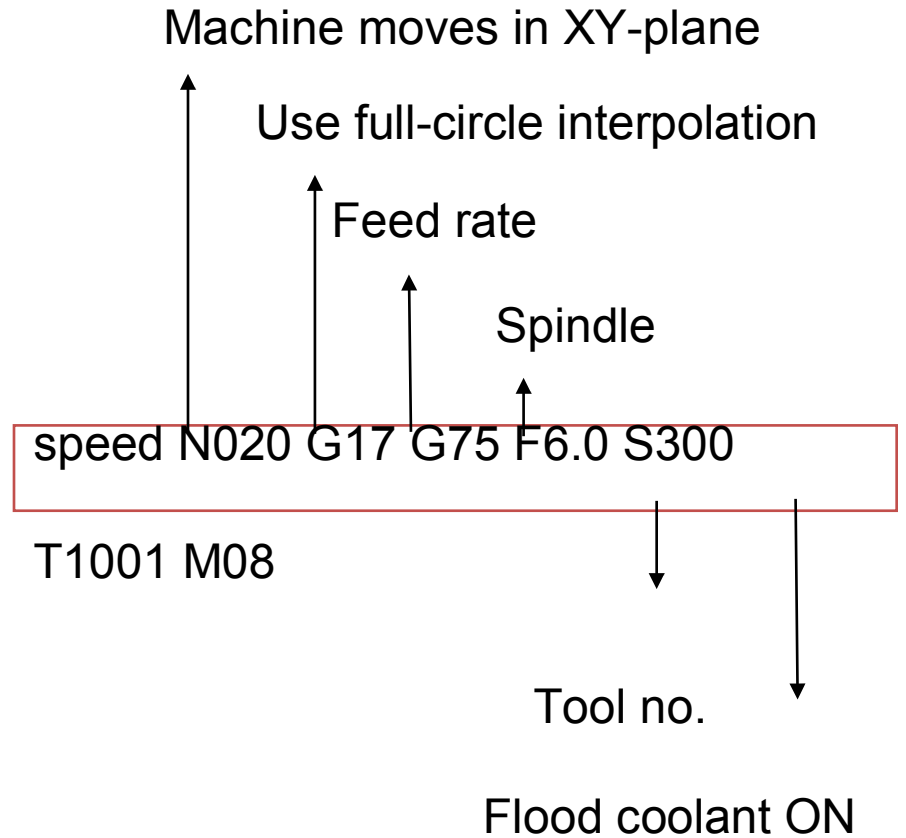 Machine moves in XY-plane
Use full-circle interpolation
Feed rate
Spindle
speed N020 G17 G75 F6.0 S300
T1001 M08
Tool no.
Flood coolant ON